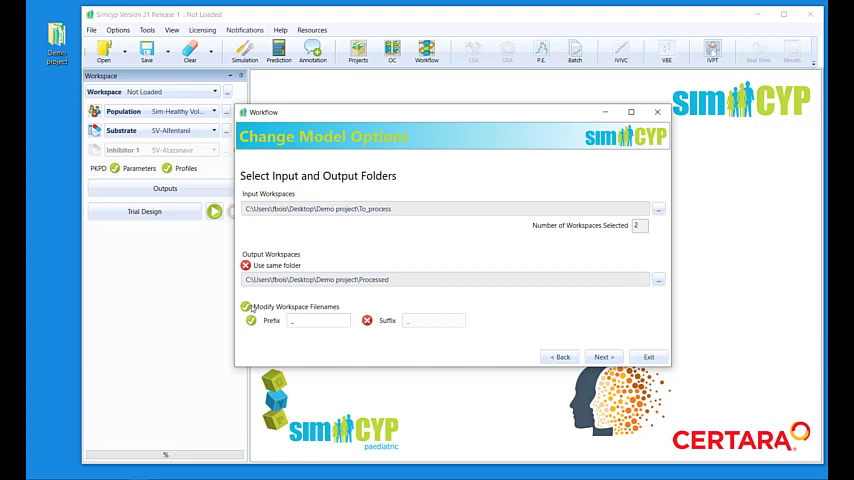 Demo
project
Simcyp Version 21 Release 1 : Not Loaded
File Options Tools View Licensing Notifications Help Resources
Open Save Clear Simulation Prediction Annotation Projects OC Workflow LSA GSA P.E. Batch IVIVC VBE IVPT Real Time Results
Workspace
Workspace Not Loaded ...
Population Sim-Healthy Vol... ...
Substrate SV-Alfentanil ...
Inhibitor 1 SV-Atazanavir
PKPD Parameters Profiles
Outputs
Trial Design
%
simCYP
Workflow
Change Model Options
simCYP
Select Input and Output Folders
Input Workspaces
C:\Users\fbois\Desktop\Demo project\To_process ...
Number of Workspaces Selected 2
Output Workspaces
Use same folder
C:\Users\fbois\Desktop\Demo project\Processed ...
Modify Workspace Filenames
Prefix _ Suffix _
< Back Next > Exit
simCYP
paediatric
CERTARA